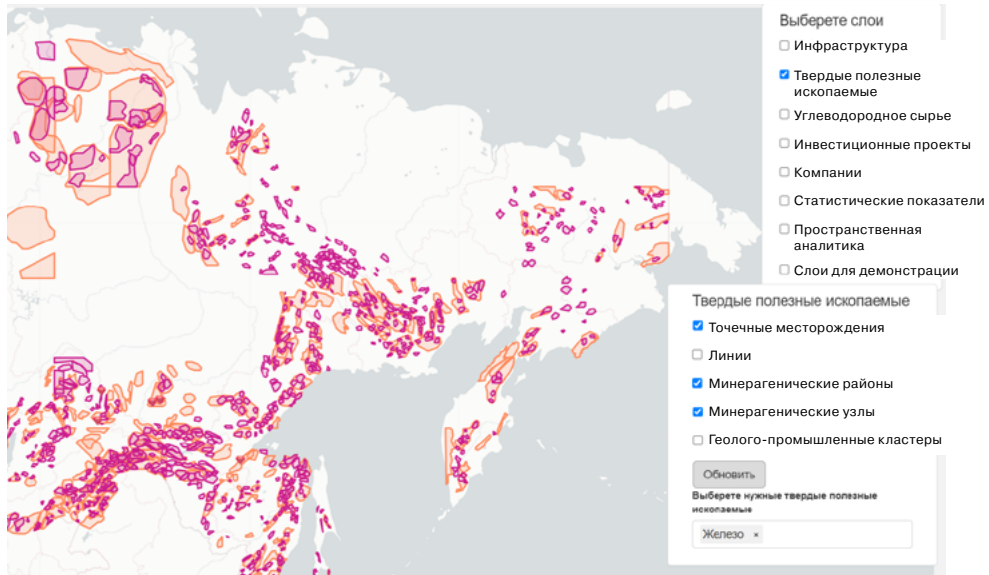 Выберете слои
Инфраструктура
Твердые полезные
ископаемые
Углеводородное сырье
Инвестиционные проекты
Компании
Статистические показатели
Пространственная
аналитика
Слои для демонстрации
Твердые полезные ископаемые
Точечные месторождения
Линии
Минерагенические районы
Минерагенические узлы
Геолого-промышленные кластеры
Обновить
Выберете нужные твердые полезные
ископаемые
Железо ×